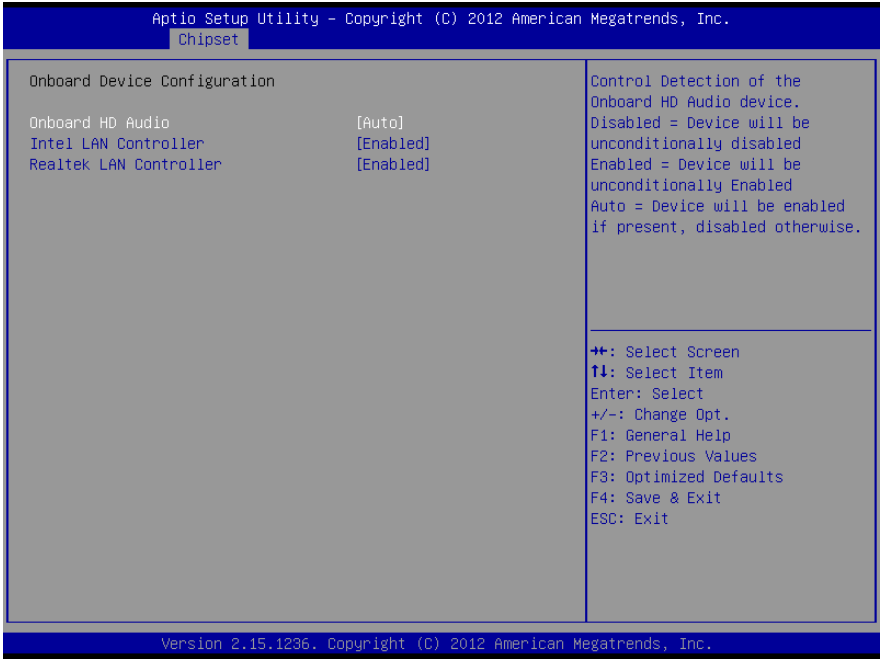 Aptio Setup Utility – Copyright (C) 2012 American Megatrends, Inc.
Chipset
Onboard Device Configuration
Onboard HD Audio [Auto]
Intel LAN Controller [Enabled]
Realtek LAN Controller [Enabled]
Control Detection of the
Onboard HD Audio device.
Disabled = Device will be
unconditionally disabled
Enabled = Device will be
unconditionally Enabled
Auto = Device will be enabled
if present, disabled otherwise.
→←: Select Screen
↑↓: Select Item
Enter: Select
+/-: Change Opt.
F1: General Help
F2: Previous Values
F3: Optimized Defaults
F4: Save & Exit
ESC: Exit
Version 2.15.1236. Copyright (C) 2012 American Megatrends, Inc.